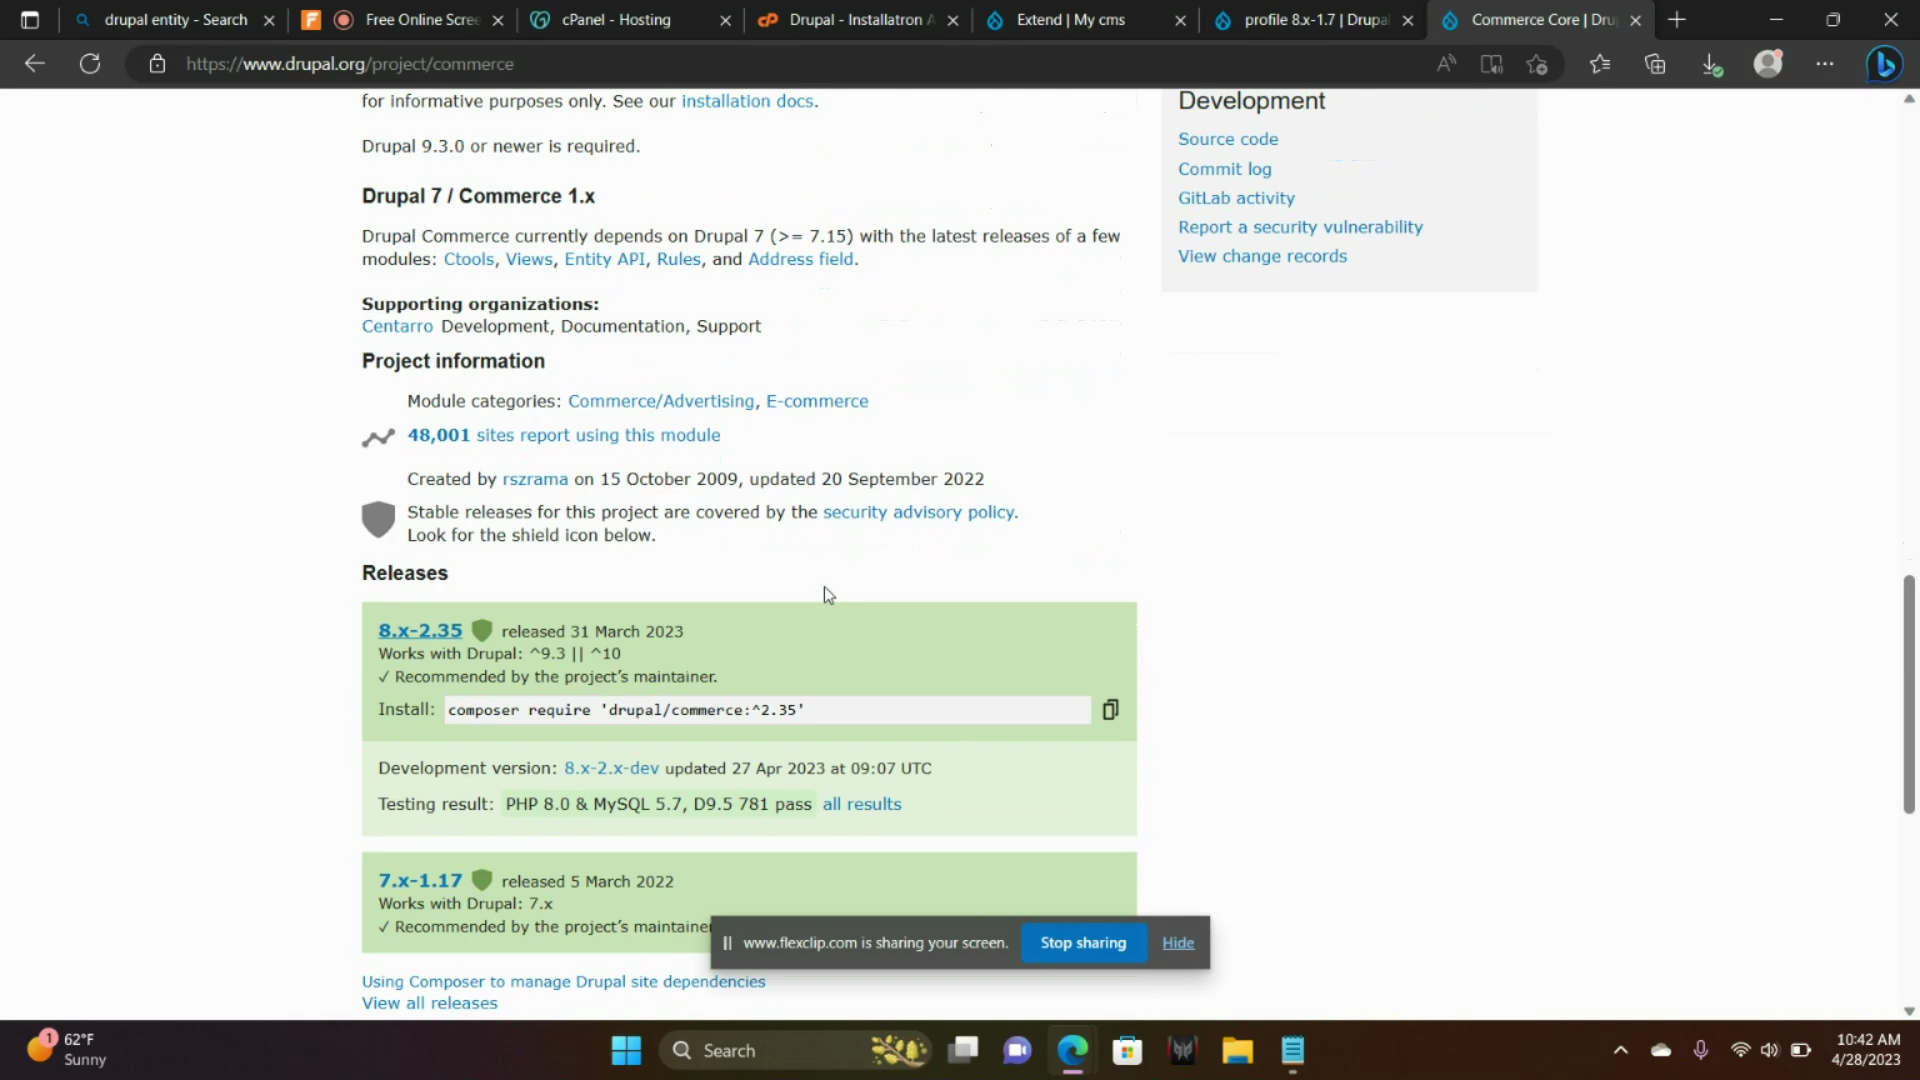 drupal entity - Search
Free Online Scree
cPanel - Hosting
Drupal - Installatron A
Extend | My cms
profile 8.x-1.7 | Drupal
Commerce Core | Dru
https://www.drupal.org/project/commerce
for informative purposes only. See our installation docs.
Drupal 9.3.0 or newer is required.
Drupal 7 / Commerce 1.x
Drupal Commerce currently depends on Drupal 7 (>= 7.15) with the latest releases of a few
modules: Ctools, Views, Entity API, Rules, and Address field.
Supporting organizations:
Centarro Development, Documentation, Support
Project information
Module categories: Commerce/Advertising, E-commerce
48,001 sites report using this module
Created by rszrama on 15 October 2009, updated 20 September 2022
Stable releases for this project are covered by the security advisory policy.
Look for the shield icon below.
Releases
8.x-2.35 released 31 March 2023
Works with Drupal: ^9.3 || ^10
✓ Recommended by the project’s maintainer.
Install: composer require 'drupal/commerce:^2.35'
Development version: 8.x-2.x-dev updated 27 Apr 2023 at 09:07 UTC
Testing result: PHP 8.0 & MySQL 5.7, D9.5 781 pass all results
7.x-1.17 released 5 March 2022
Works with Drupal: 7.x
✓ Recommended by the project’s maintainer
Using Composer to manage Drupal site dependencies
View all releases
Development
Source code
Commit log
GitLab activity
Report a security vulnerability
View change records
www.flexclip.com is sharing your screen. Stop sharing Hide
1
62°F
Sunny
Search
10:42 AM
4/28/2023